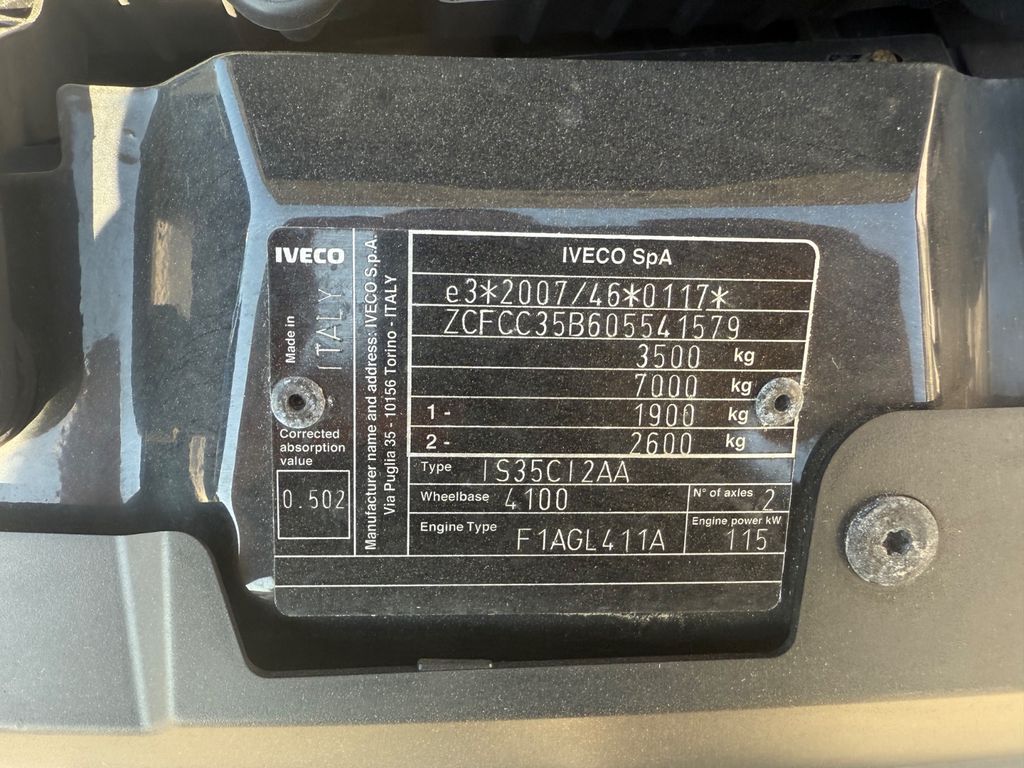 IVECO
Made in
ITALY
Corrected
absorption
value
0.502
Manufacturer name and address: IVECO S.p.A.
Via Puglia 35 - 10156 Torino - ITALY
IVECO SpA
e3*2007/46*0117*
ZCFCC35B605541579
3500 kg
7000 kg
1 - 1900 kg
2 - 2600 kg
Type IS35CI2AA
Wheelbase 4100 N° of axles 2
Engine Type F1AGL411A Engine power kW 115